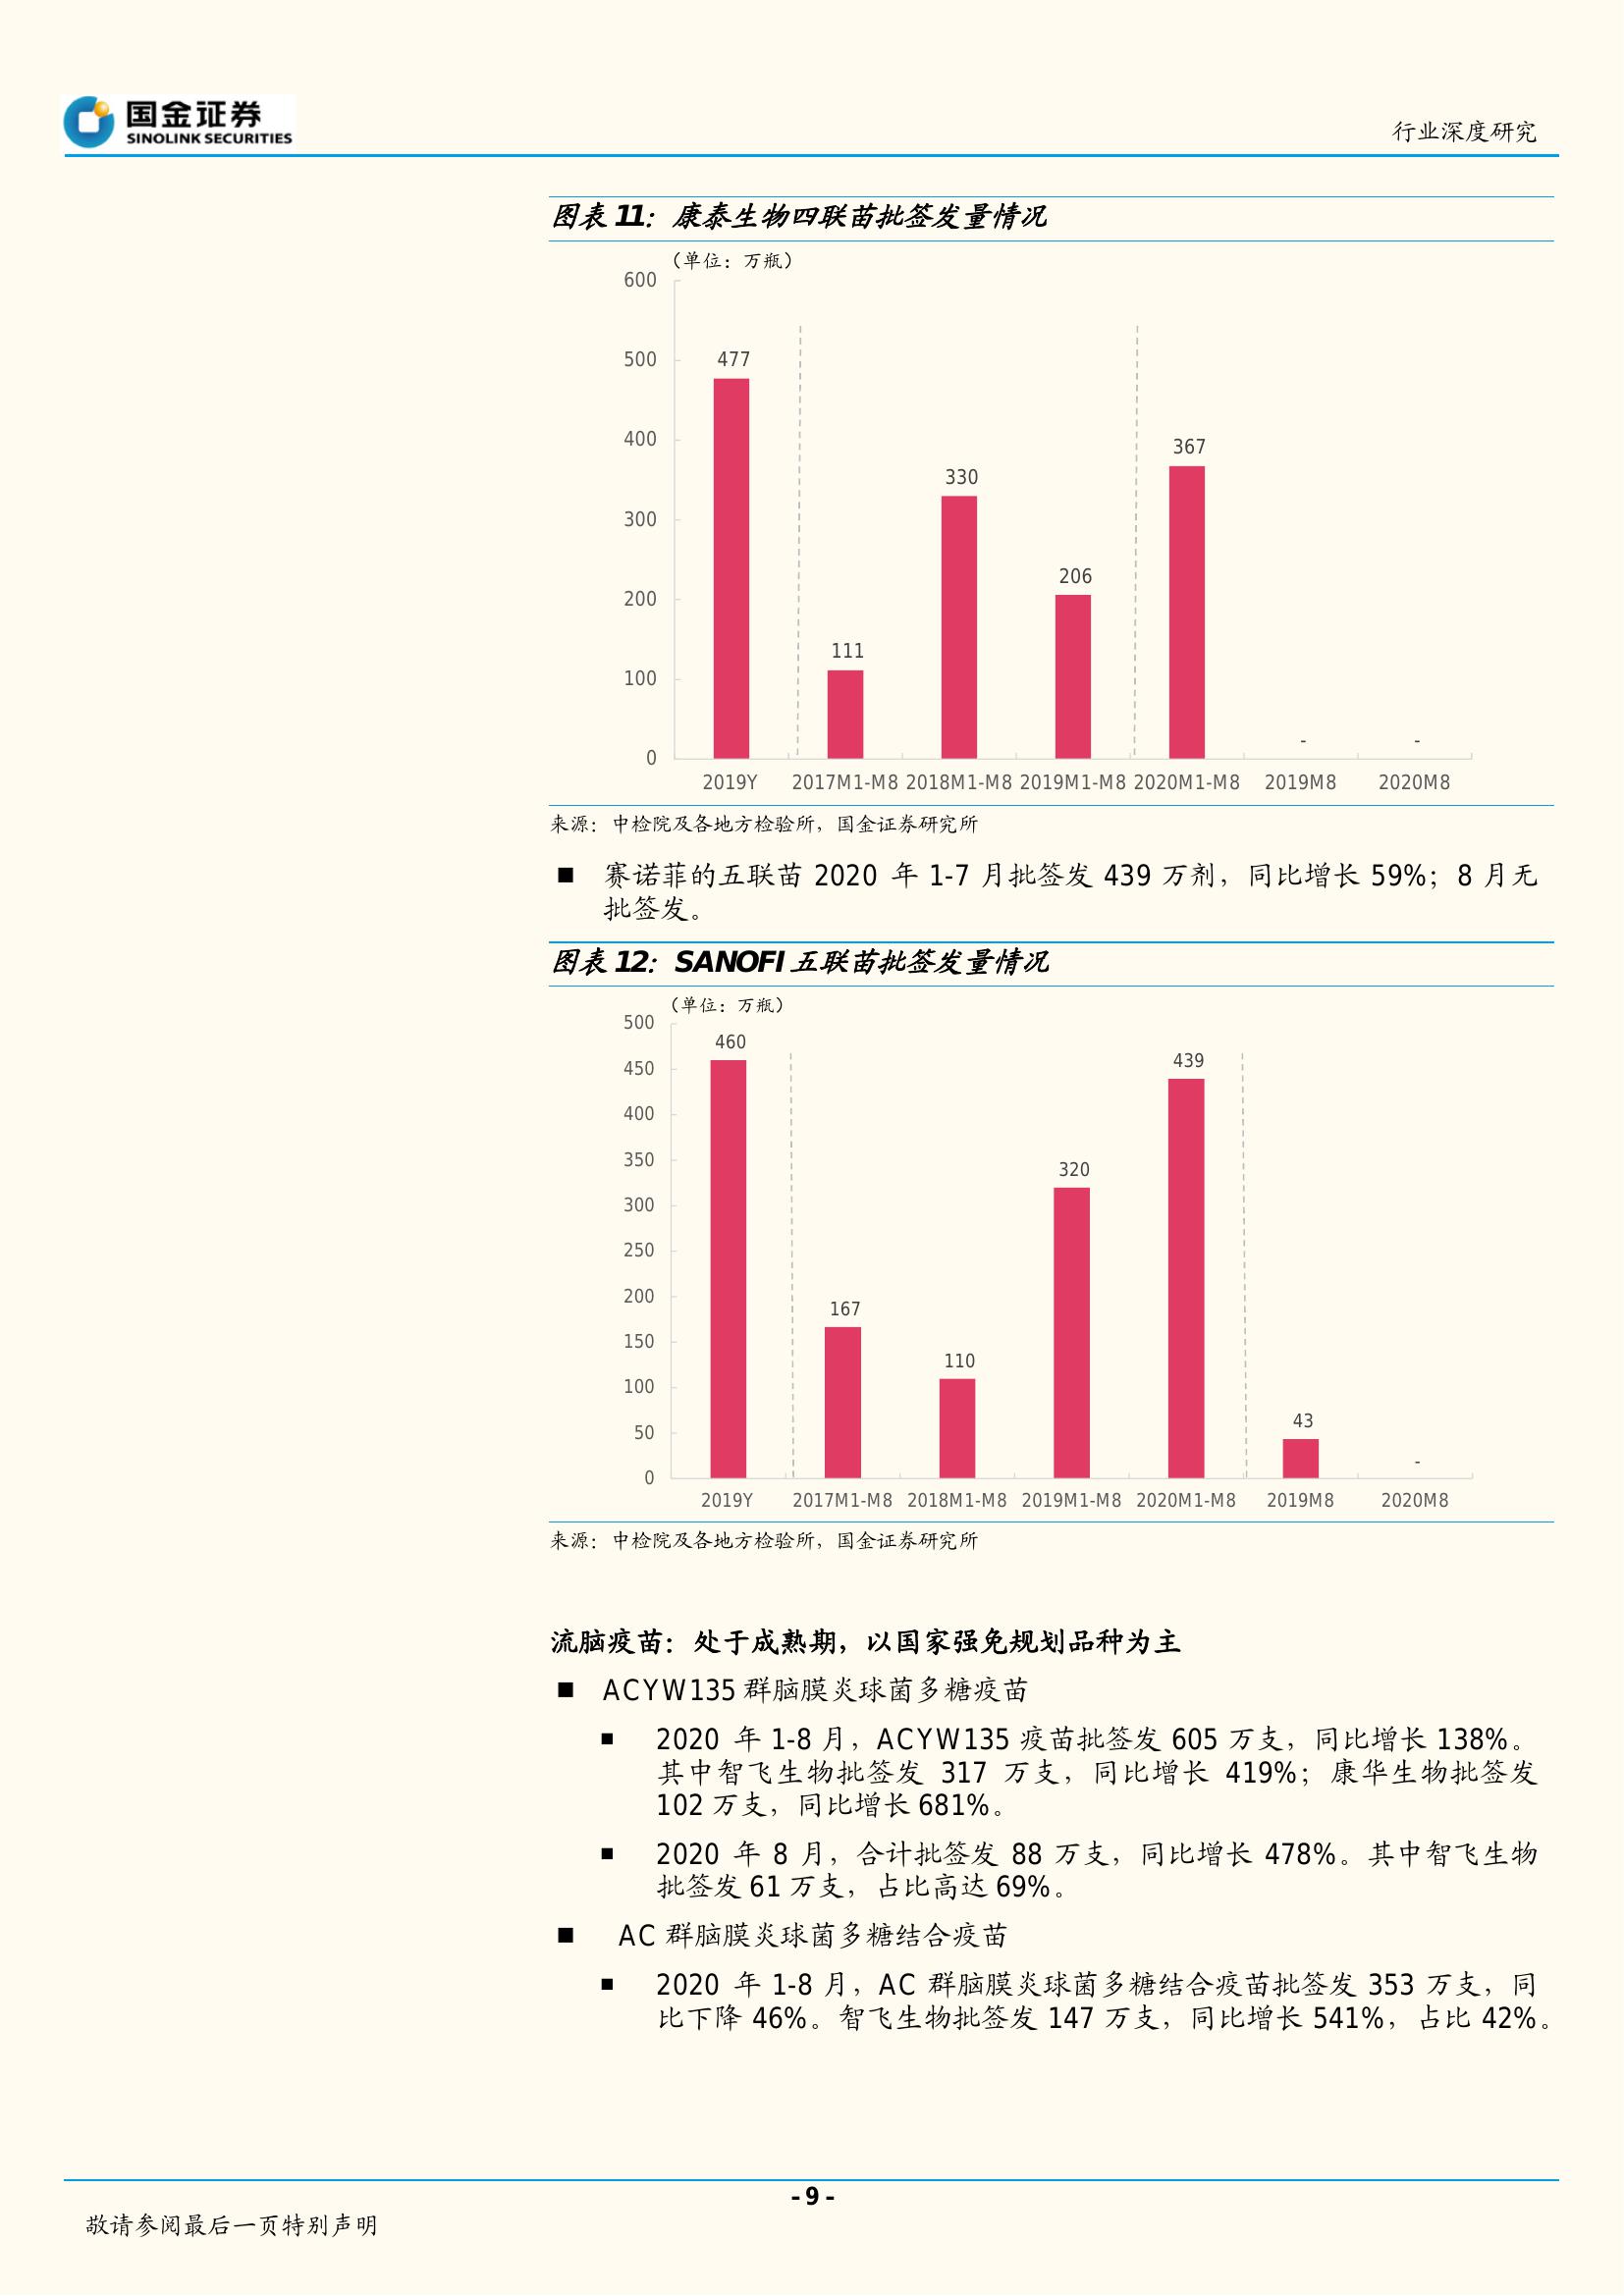 国金证券
SINOLINK SECURITIES
行业深度研究
图表 11：康泰生物四联苗批签发量情况
（单位：万瓶）
600
500
400
300
200
100
0
477
111
330
206
367
-
-
2019Y 2017M1-M8 2018M1-M8 2019M1-M8 2020M1-M8 2019M8 2020M8
来源：中检院及各地方检验所，国金证券研究所
■ 赛诺菲的五联苗 2020 年 1-7 月批签发 439 万剂，同比增长 59%；8 月无
批签发。
图表 12：SANOFI 五联苗批签发量情况
（单位：万瓶）
500
450
400
350
300
250
200
150
100
50
0
460
167
110
320
439
43
-
2019Y 2017M1-M8 2018M1-M8 2019M1-M8 2020M1-M8 2019M8 2020M8
来源：中检院及各地方检验所，国金证券研究所
流脑疫苗：处于成熟期，以国家强免规划品种为主
■ ACYW135 群脑膜炎球菌多糖疫苗
■ 2020 年 1-8 月，ACYW135 疫苗批签发 605 万支，同比增长 138%。
其中智飞生物批签发 317 万支，同比增长 419%；康华生物批签发
102 万支，同比增长 681%。
■ 2020 年 8 月，合计批签发 88 万支，同比增长 478%。其中智飞生物
批签发 61 万支，占比高达 69%。
■ AC 群脑膜炎球菌多糖结合疫苗
■ 2020 年 1-8 月，AC 群脑膜炎球菌多糖结合疫苗批签发 353 万支，同
比下降 46%。智飞生物批签发 147 万支，同比增长 541%，占比 42%。
- 9 -
敬请参阅最后一页特别声明